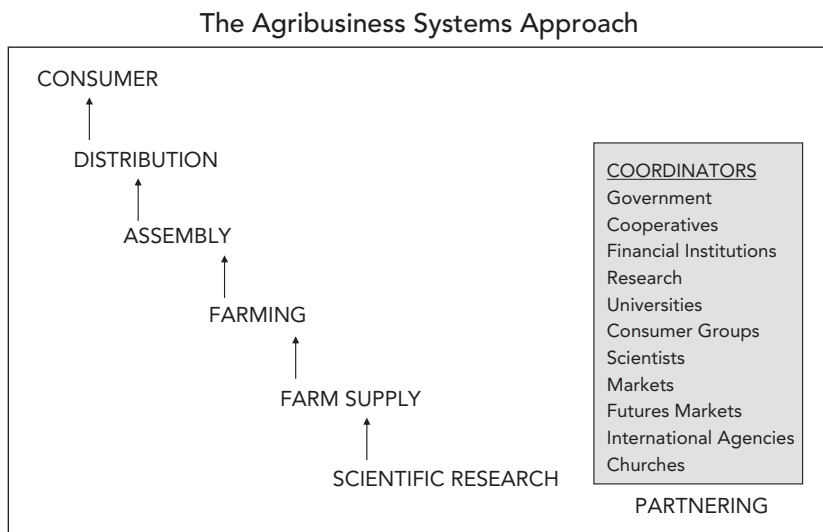 The Agribusiness Systems Approach
CONSUMER
DISTRIBUTION
ASSEMBLY
FARMING
FARM SUPPLY
SCIENTIFIC RESEARCH
COORDINATORS
Government
Cooperatives
Financial Institutions
Research
Universities
Consumer Groups
Scientists
Markets
Futures Markets
International Agencies
Churches
PARTNERING